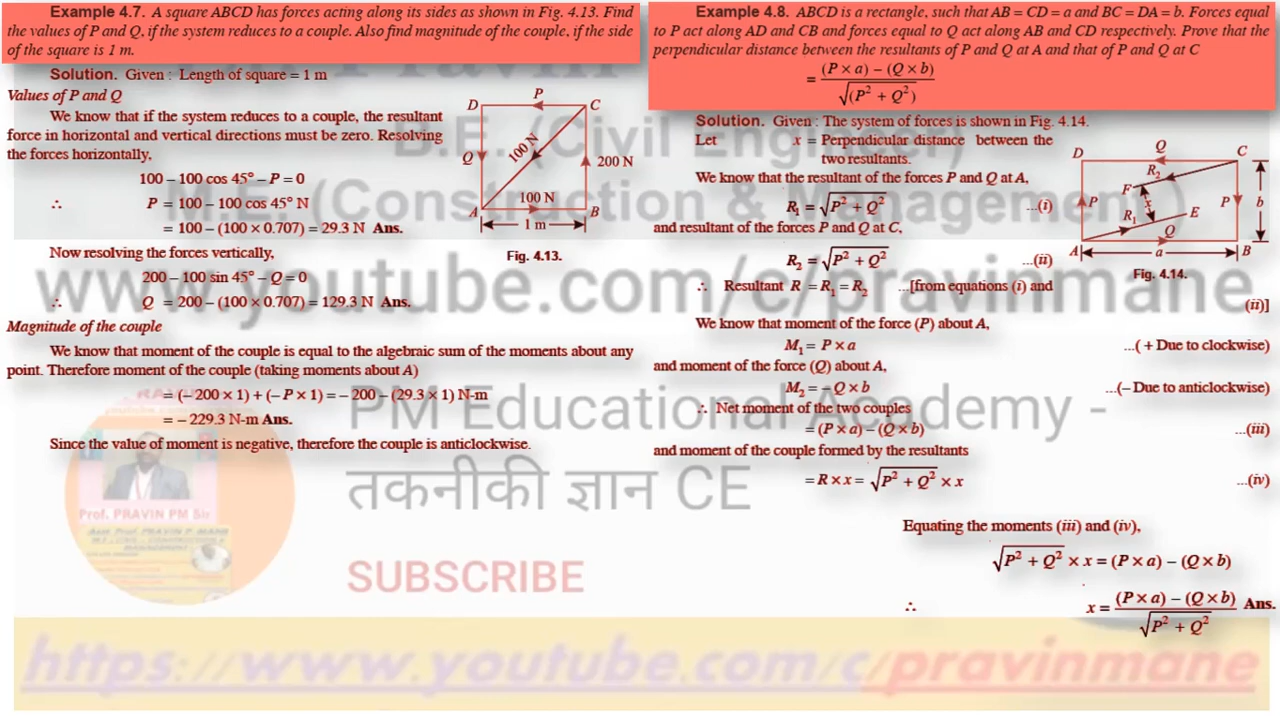 Example 4.7. A square ABCD has forces acting along its sides as shown in Fig. 4.13. Find
the values of P and Q, if the system reduces to a couple. Also find magnitude of the couple, if the side
of the square is 1 m.
Solution. Given : Length of square = 1 m
Values of P and Q
We know that if the system reduces to a couple, the resultant
force in horizontal and vertical directions must be zero. Resolving
the forces horizontally,
100 – 100 cos 45° – P = 0
∴ P = 100 – 100 cos 45° N
= 100 – (100 × 0.707) = 29.3 N Ans.
Now resolving the forces vertically,
200 – 100 sin 45° – Q = 0
∴ Q = 200 – (100 × 0.707) = 129.3 N Ans.
D P C
Q 100 N 200 N
100 N
A B
1 m
Fig. 4.13.
Magnitude of the couple
We know that moment of the couple is equal to the algebraic sum of the moments about any
point. Therefore moment of the couple (taking moments about A)
= (– 200 × 1) + (– P × 1) = – 200 – (29.3 × 1) N-m
= – 229.3 N-m Ans.
Since the value of moment is negative, therefore the couple is anticlockwise.
Example 4.8. ABCD is a rectangle, such that AB = CD = a and BC = DA = b. Forces equal
to P act along AD and CB and forces equal to Q act along AB and CD respectively. Prove that the
perpendicular distance between the resultants of P and Q at A and that of P and Q at C
= (P × a) – (Q × b)
√(P² + Q²)
Solution. Given : The system of forces is shown in Fig. 4.14.
Let x = Perpendicular distance between the
two resultants.
We know that the resultant of the forces P and Q at A,
R₁ = √P² + Q² ...(i)
and resultant of the forces P and Q at C,
R₂ = √P² + Q² ...(ii)
∴ Resultant R = R₁ = R₂ ...[from equations (i) and
(ii)]
D Q C
R₂
F
P x P b
R₁ E
Q
A a B
Fig. 4.14.
We know that moment of the force (P) about A,
M₁ = P × a ...( + Due to clockwise)
and moment of the force (Q) about A,
M₂ = – Q × b ...(– Due to anticlockwise)
∴ Net moment of the two couples
= (P × a) – (Q × b) ...(iii)
and moment of the couple formed by the resultants
= R × x = √P² + Q² × x ...(iv)
Equating the moments (iii) and (iv),
√P² + Q² × x = (P × a) – (Q × b)
∴ x = (P × a) – (Q × b) Ans.
√P² + Q²
B.E. (Civil Engineer)
M.E. (Construction & Management)
www.youtube.com/c/pravinmane
PM Educational Academy -
तकनीकी ज्ञान CE
SUBSCRIBE
Prof. PRAVIN PM Sir
https://www.youtube.com/c/pravinmane